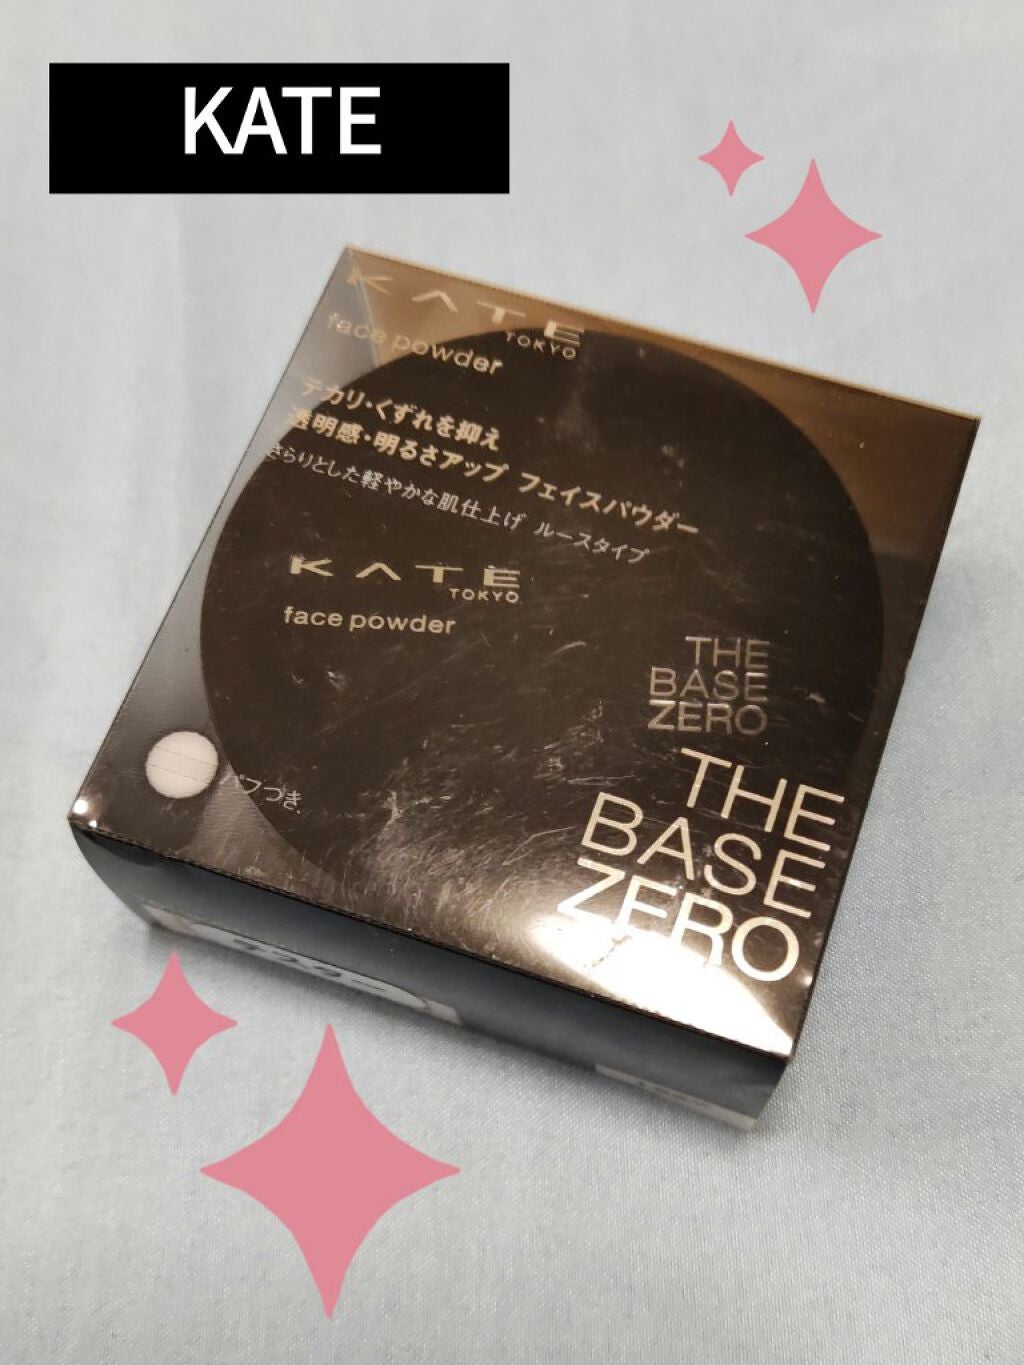 KATE
KATE
TOKYO
face powder
テカリ・くずれを抑え
透明感・明るさアップ フェイスパウダー
さらりとした軽やかな肌仕上げ ルースタイプ
KATE
TOKYO
face powder
THE
BASE
ZERO
THE
BASE
ZERO
パフつき